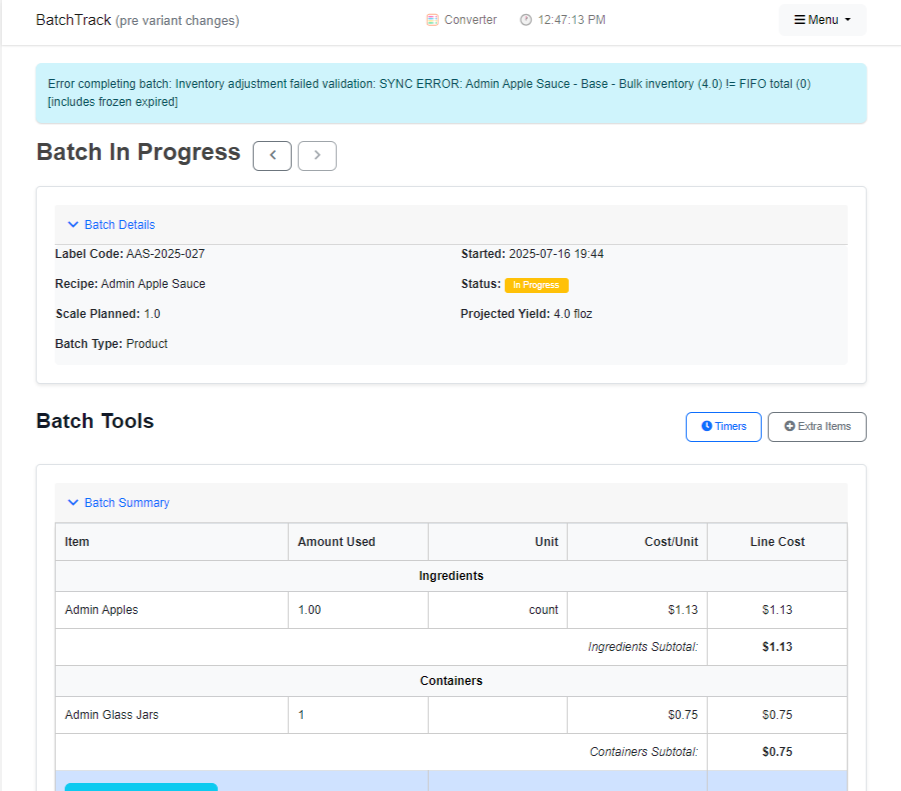 BatchTrack (pre variant changes) Converter 12:47:13 PM Menu
Error completing batch: Inventory adjustment failed validation: SYNC ERROR: Admin Apple Sauce - Base - Bulk inventory (4.0) != FIFO total (0)
[includes frozen expired]
Batch In Progress
Batch Details
Label Code: AAS-2025-027 Started: 2025-07-16 19:44
Recipe: Admin Apple Sauce Status: In Progress
Scale Planned: 1.0 Projected Yield: 4.0 floz
Batch Type: Product
Batch Tools Timers Extra Items
Batch Summary
Item Amount Used Unit Cost/Unit Line Cost
Ingredients
Admin Apples 1.00 count $1.13 $1.13
Ingredients Subtotal: $1.13
Containers
Admin Glass Jars 1 $0.75 $0.75
Containers Subtotal: $0.75